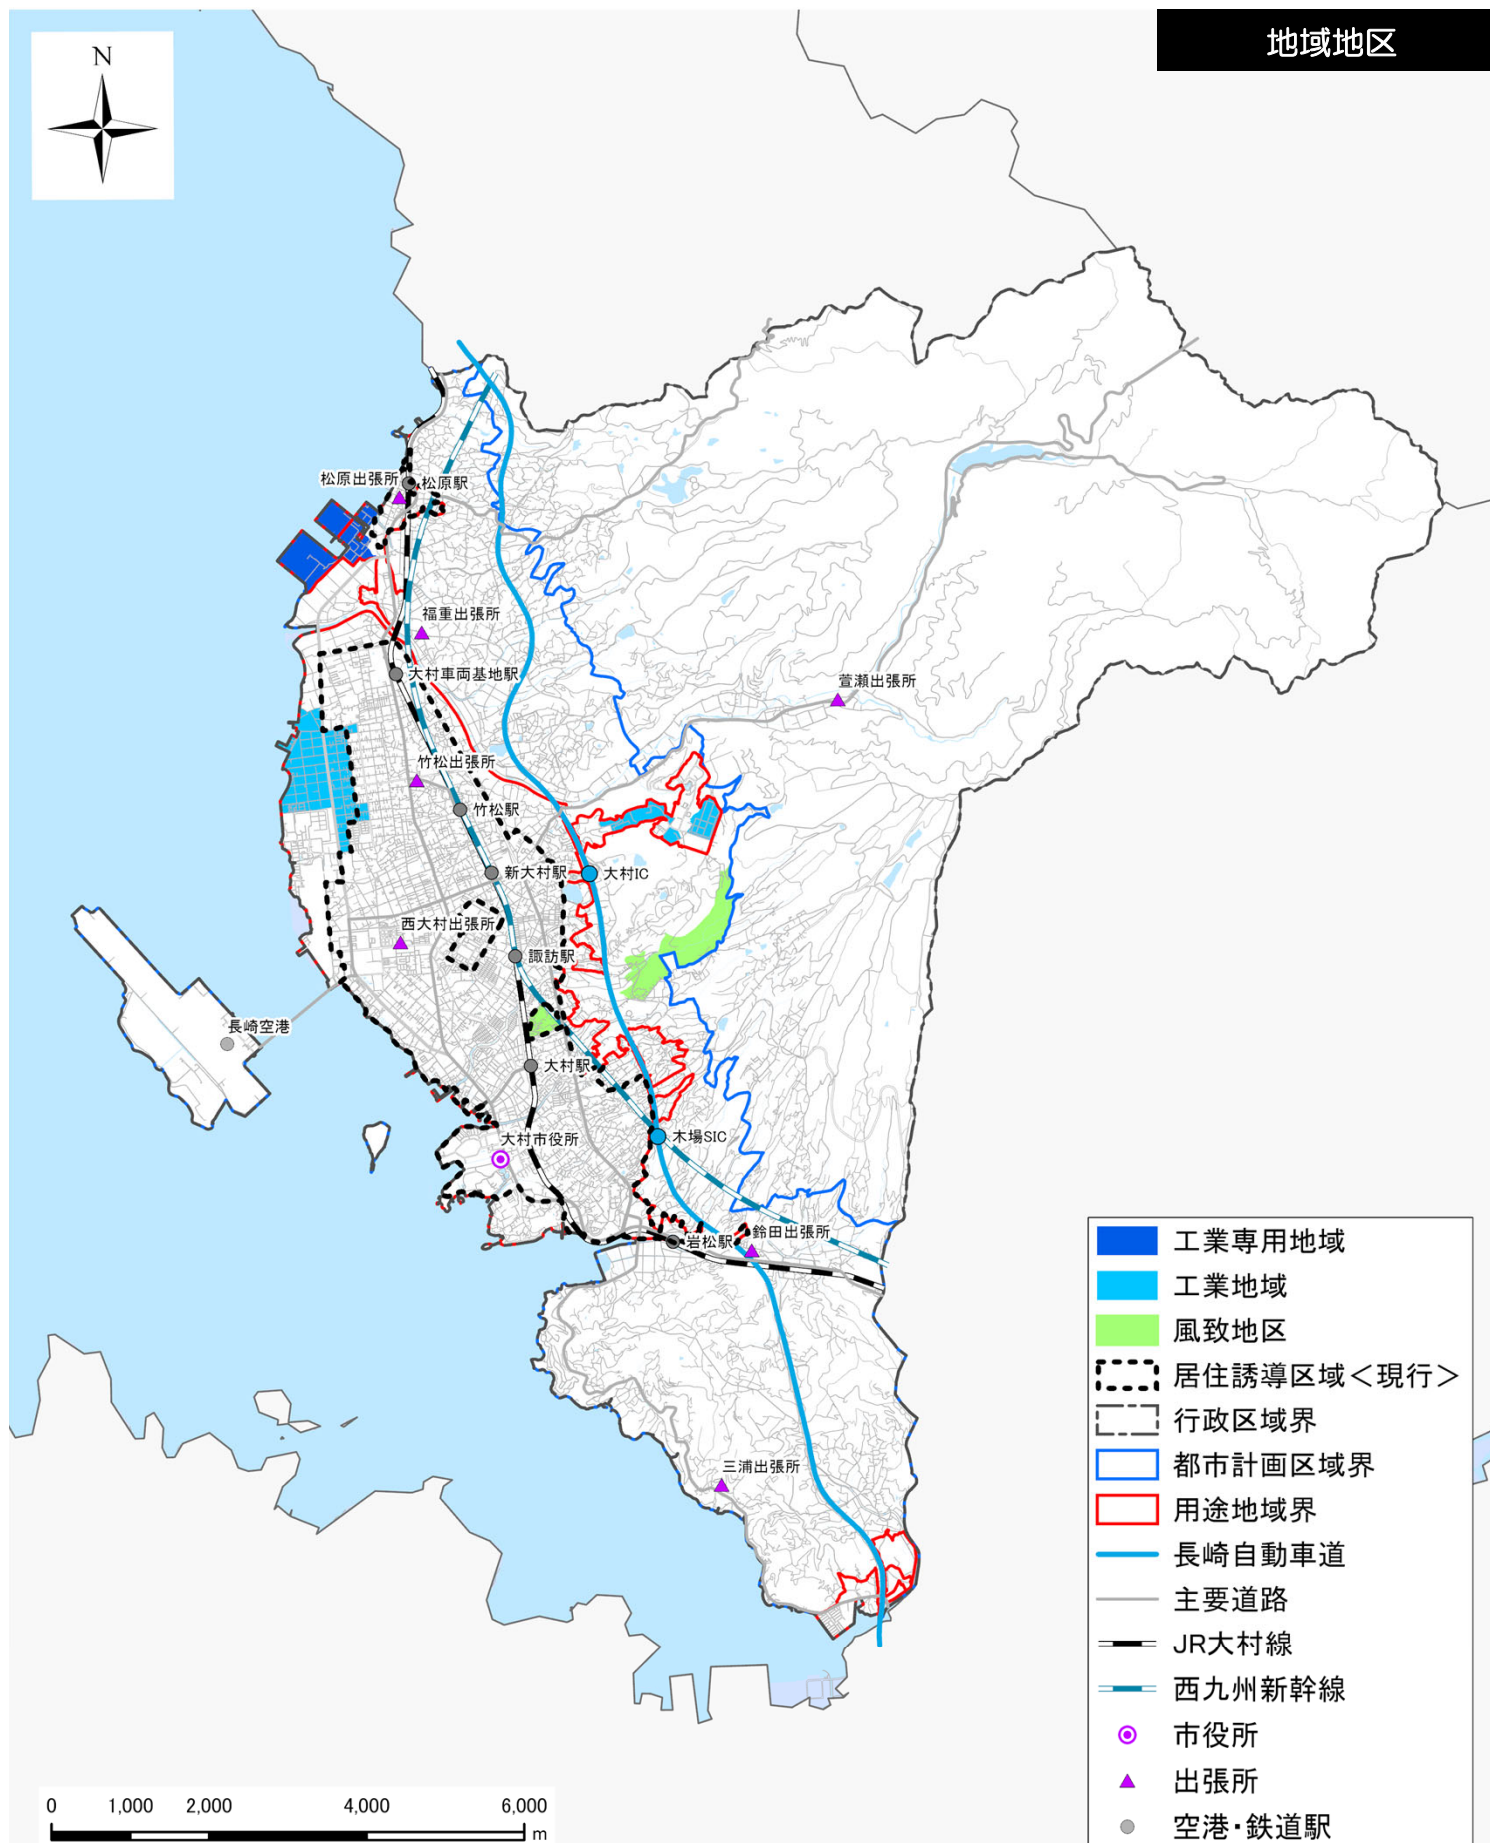 地域地区
N
松原出張所
松原駅
福重出張所
大村車両基地駅
萱瀬出張所
竹松出張所
竹松駅
新大村駅
大村IC
西大村出張所
諏訪駅
長崎空港
大村駅
大村市役所
木場SIC
鈴田出張所
岩松駅
三浦出張所
工業専用地域
工業地域
風致地区
居住誘導区域＜現行＞
行政区域界
都市計画区域界
用途地域界
長崎自動車道
主要道路
JR大村線
西九州新幹線
市役所
出張所
空港・鉄道駅
0 1,000 2,000 4,000 6,000
m